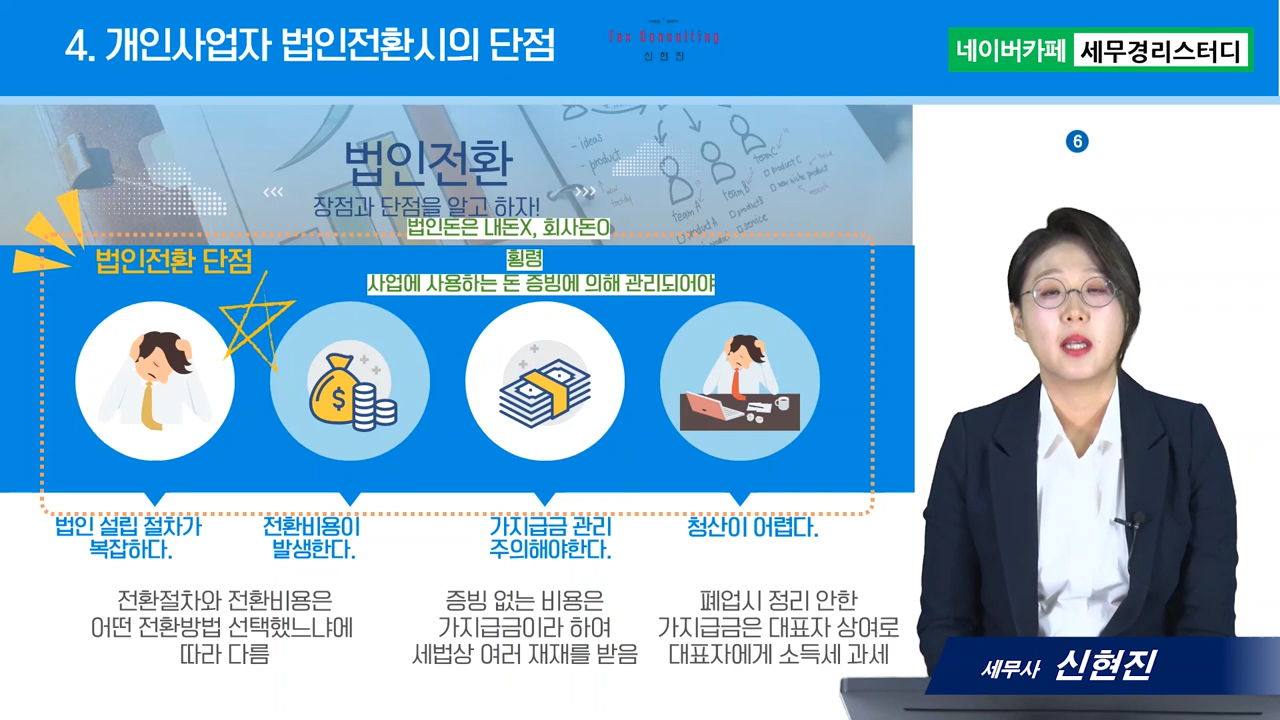 4. 개인사업자 법인전환시의 단점
Tax Consulting
신현진
네이버카페 세무경리스터디
6
- ideas
- product
team A
team B
team C
product C
products
service
법인전환
장점과 단점을 알고 하자!
법인돈은 내돈X, 회사돈O
횡령
사업에 사용하는 돈 증빙에 의해 관리되어야
법인전환 단점
법인 설립 절차가
복잡하다.
전환비용이
발생한다.
가지급금 관리
주의해야한다.
청산이 어렵다.
전환절차와 전환비용은
어떤 전환방법 선택했느냐에
따라 다름
증빙 없는 비용은
가지급금이라 하여
세법상 여러 재재를 받음
폐업시 정리 안한
가지급금은 대표자 상여로
대표자에게 소득세 과세
세무사 신현진